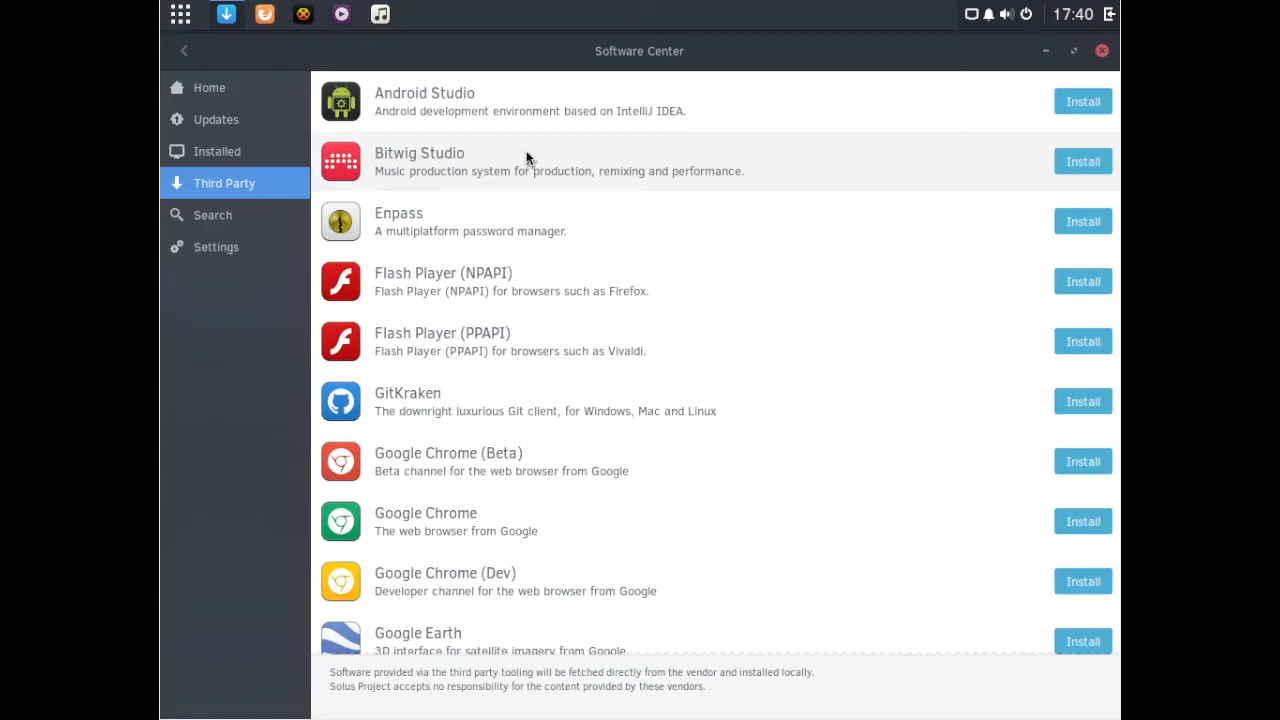 17:40
Software Center
Home
Updates
Installed
Third Party
Search
Settings
Android Studio
Android development environment based on IntelliJ IDEA.
Install
Bitwig Studio
Music production system for production, remixing and performance.
Install
Enpass
A multiplatform password manager.
Install
Flash Player (NPAPI)
Flash Player (NPAPI) for browsers such as Firefox.
Install
Flash Player (PPAPI)
Flash Player (PPAPI) for browsers such as Vivaldi.
Install
GitKraken
The downright luxurious Git client, for Windows, Mac and Linux
Install
Google Chrome (Beta)
Beta channel for the web browser from Google
Install
Google Chrome
The web browser from Google
Install
Google Chrome (Dev)
Developer channel for the web browser from Google
Install
Google Earth
3D interface for satellite imagery from Google
Install
Software provided via the third party tooling will be fetched directly from the vendor and installed locally.
Solus Project accepts no responsibility for the content provided by these vendors.